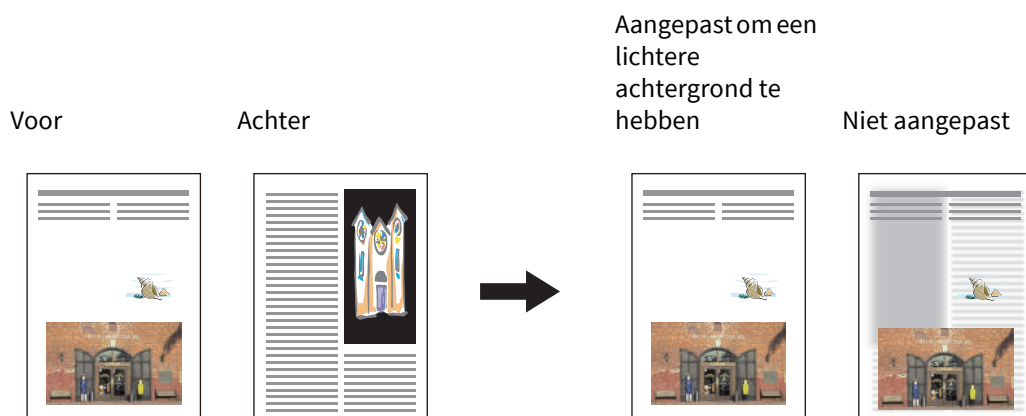 Aangepast om een
lichtere
achtergrond te
hebben
Voor
Achter
Niet aangepast